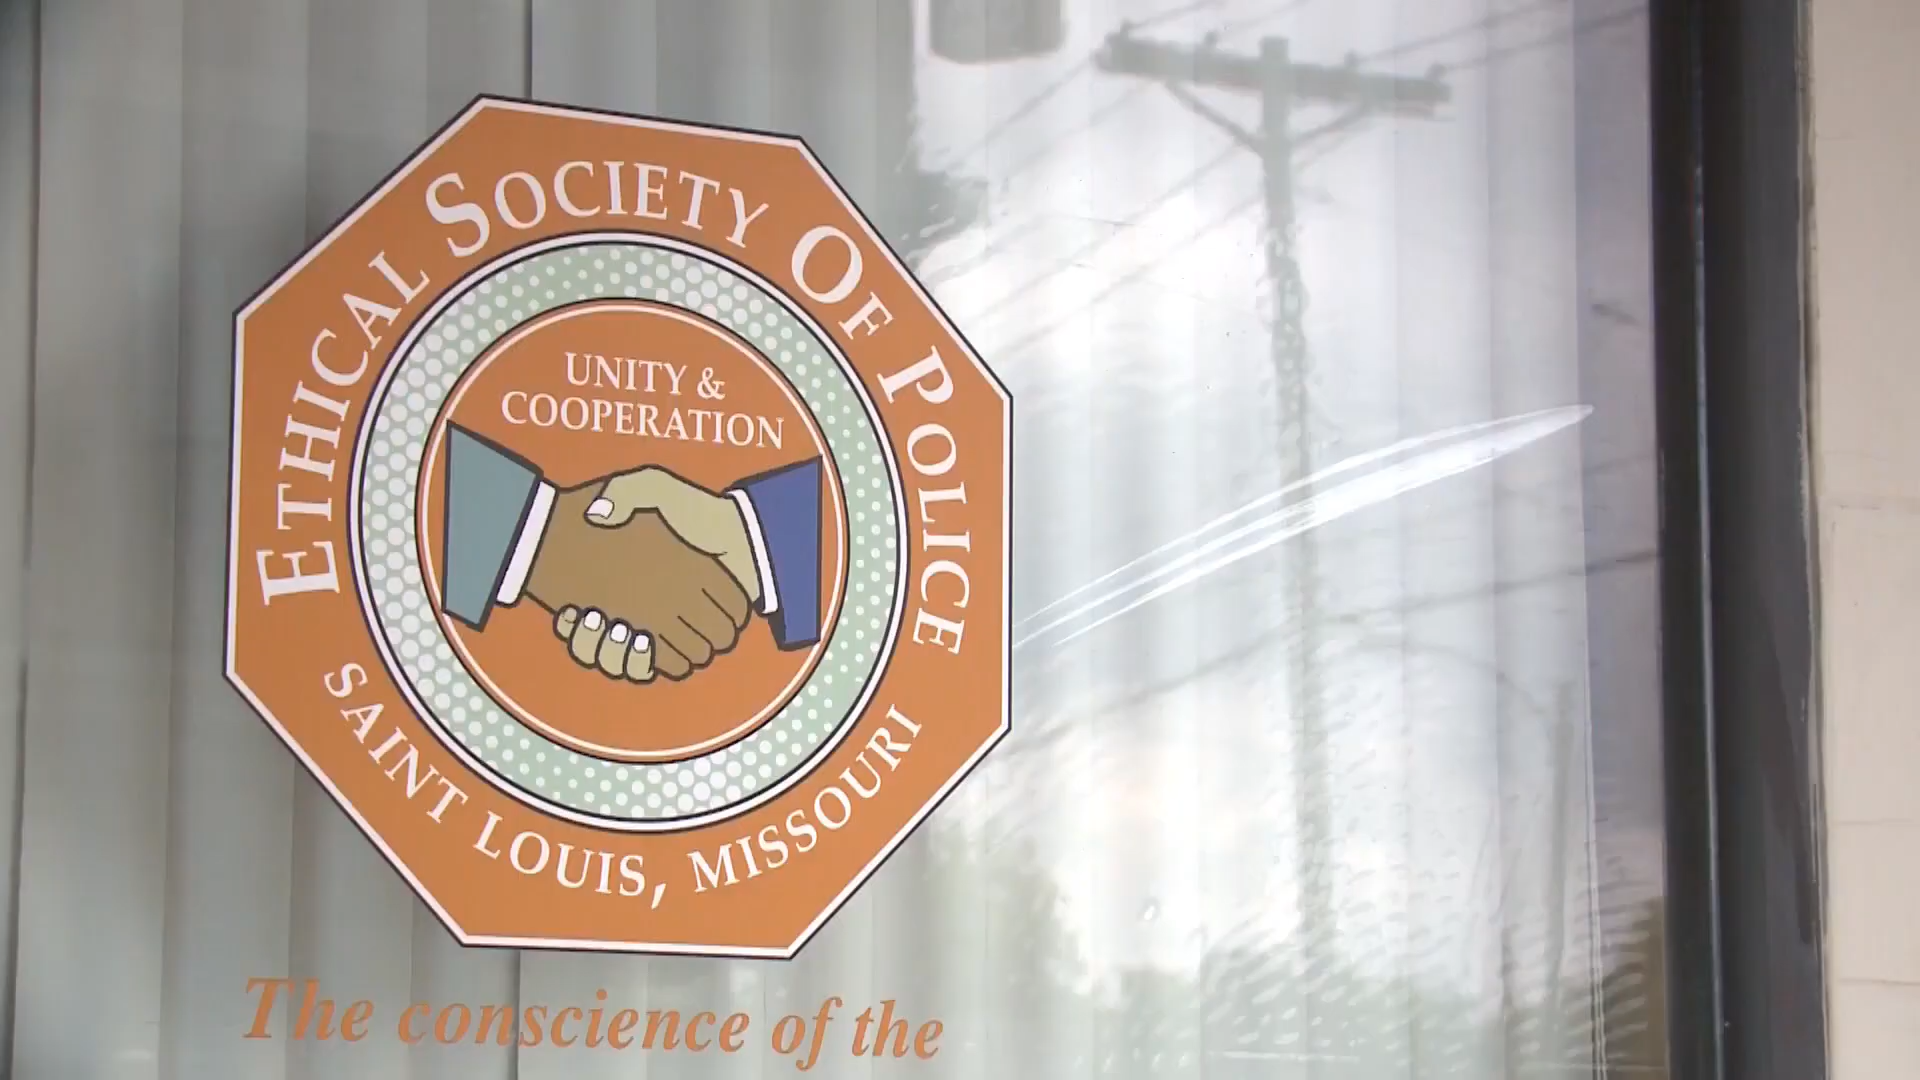 ETHICAL SOCIETY OF POLICE
UNITY &
COOPERATION
SAINT LOUIS, MISSOURI
The conscience of the